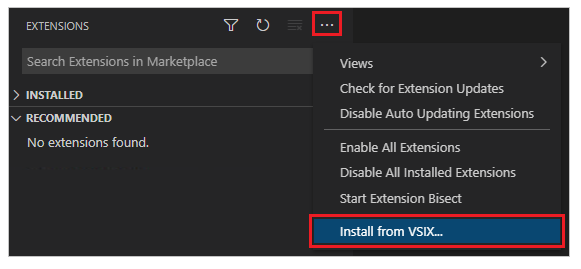 EXTENSIONS
Search Extensions in Marketplace
INSTALLED
RECOMMENDED
No extensions found.
Views
Check for Extension Updates
Disable Auto Updating Extensions
Enable All Extensions
Disable All Installed Extensions
Start Extension Bisect
Install from VSIX...